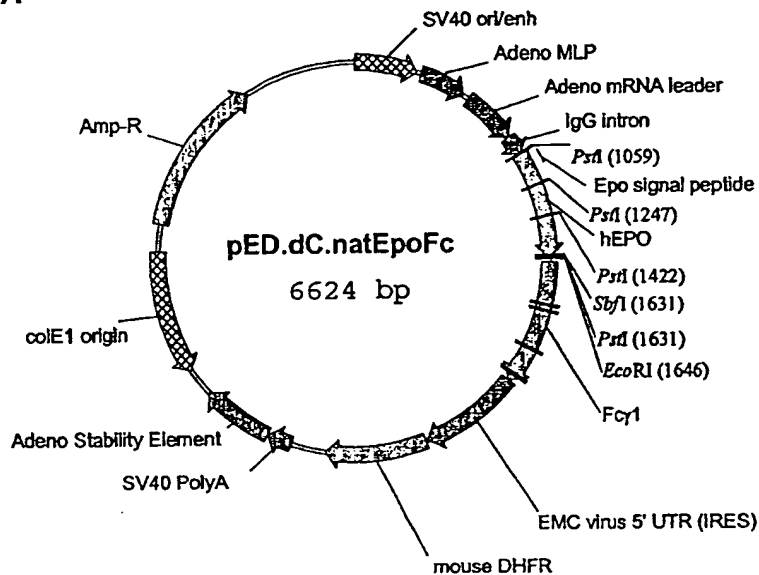 A
SV40 ori/enh
Adeno MLP
Adeno mRNA leader
IgG intron
PstI (1059)
Epo signal peptide
PstI (1247)
hEPO
PstI (1422)
SbfI (1631)
PstI (1631)
EcoRI (1646)
Fcγ1
EMC virus 5' UTR (IRES)
mouse DHFR
SV40 PolyA
Adeno Stability Element
colE1 origin
Amp-R
pED.dC.natEpoFc
6624 bp